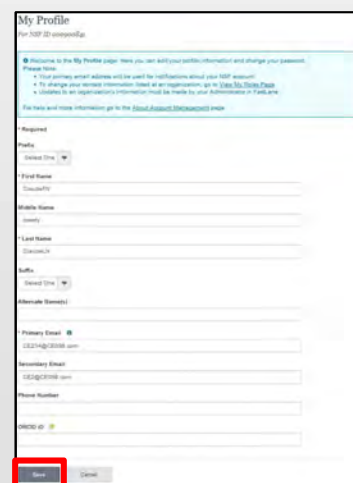 My Profile
For NSF ID
Welcome to the My Profile page. Here you can edit your profile information and change your password.
Please Note:
Your primary email address will be used for notifications about your NSF account
To change your contact information listed at an organization, go to View My Roles Page
Updates to an organization's information must be made by your Administrator in FastLane
For help and more information go to the About Account Management page
* Required
Prefix
Select One
* First Name
Middle Name
* Last Name
Suffix
Select One
Alternate Name(s)
* Primary Email
Secondary Email
Phone Number
ORCID iD
Save Cancel